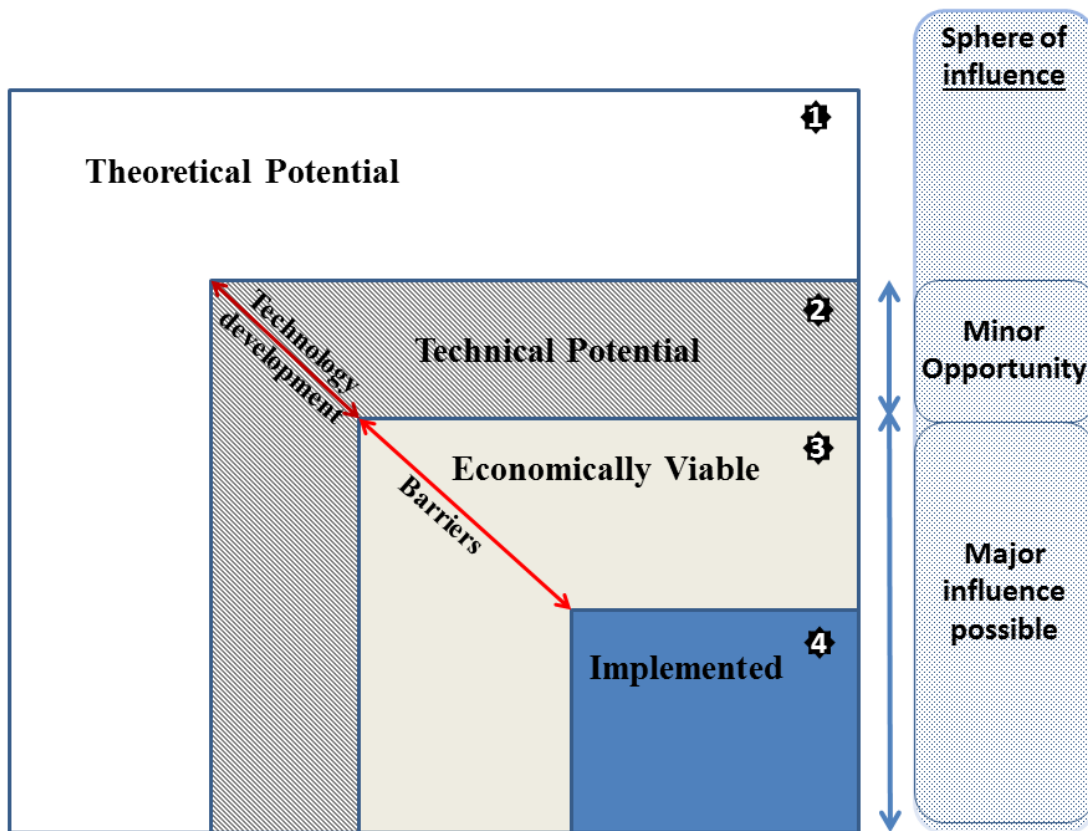 Sphere of
influence
1
Theoretical Potential
2
Technology
development
Technical Potential
Minor
Opportunity
3
Economically Viable
Barriers
Major
influence
possible
4
Implemented